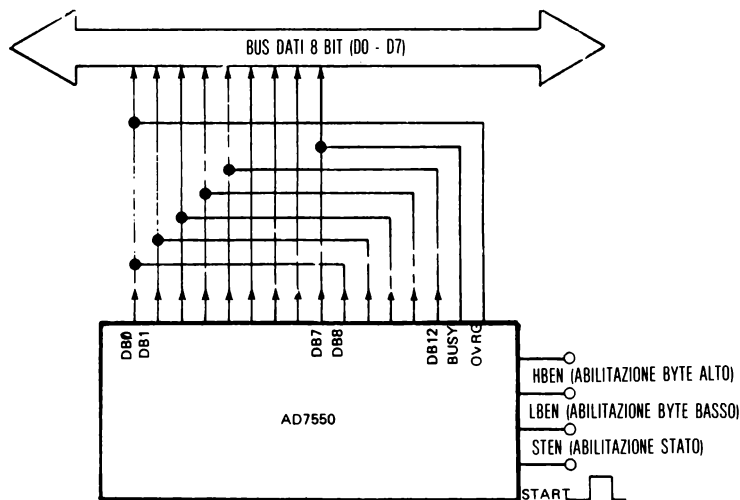 BUS DATI 8 BIT (D0 - D7)
DB0
DB1
DB7
DB8
DB12
BUSY
OVRG
HBEN (ABILITAZIONE BYTE ALTO)
LBEN (ABILITAZIONE BYTE BASSO)
AD7550
STEN (ABILITAZIONE STATO)
START